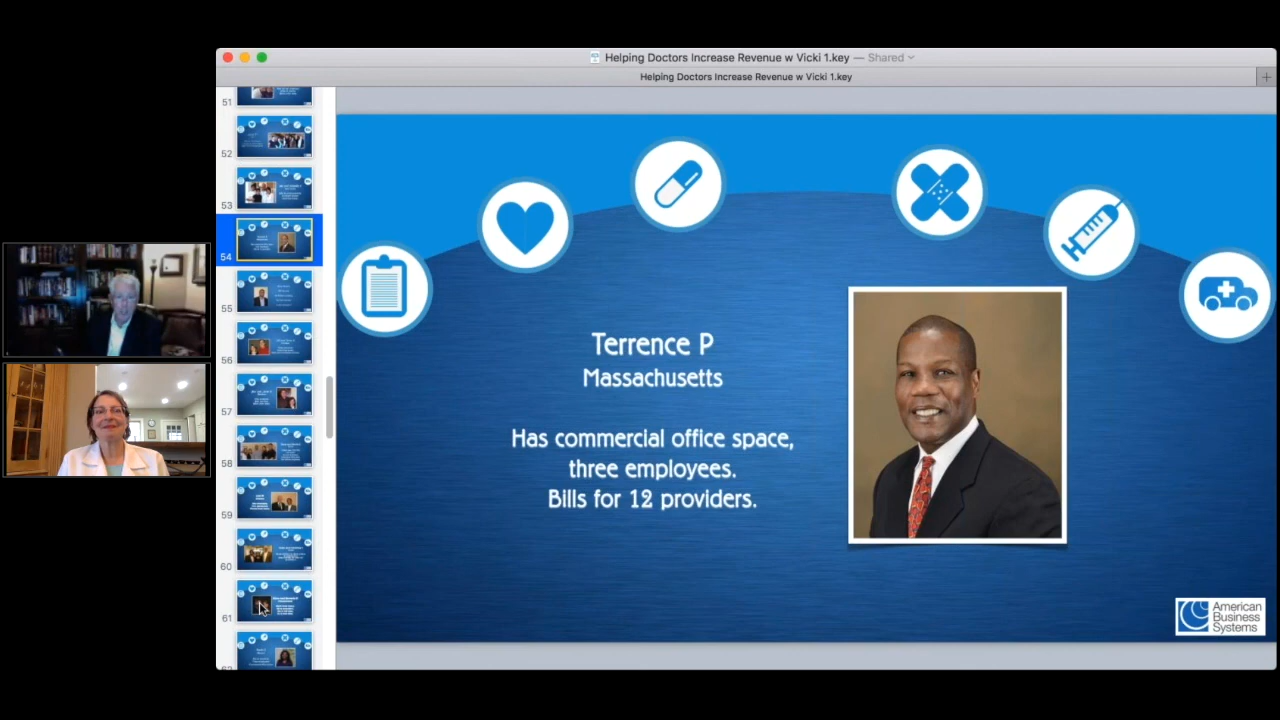 Helping Doctors Increase Revenue w Vicki 1.key — Shared
Helping Doctors Increase Revenue w Vicki 1.key
51
52
53
54
55
56
57
58
59
60
61
Terrence P
Massachusetts
Has commercial office space,
three employees.
Bills for 12 providers.
American
Business
Systems